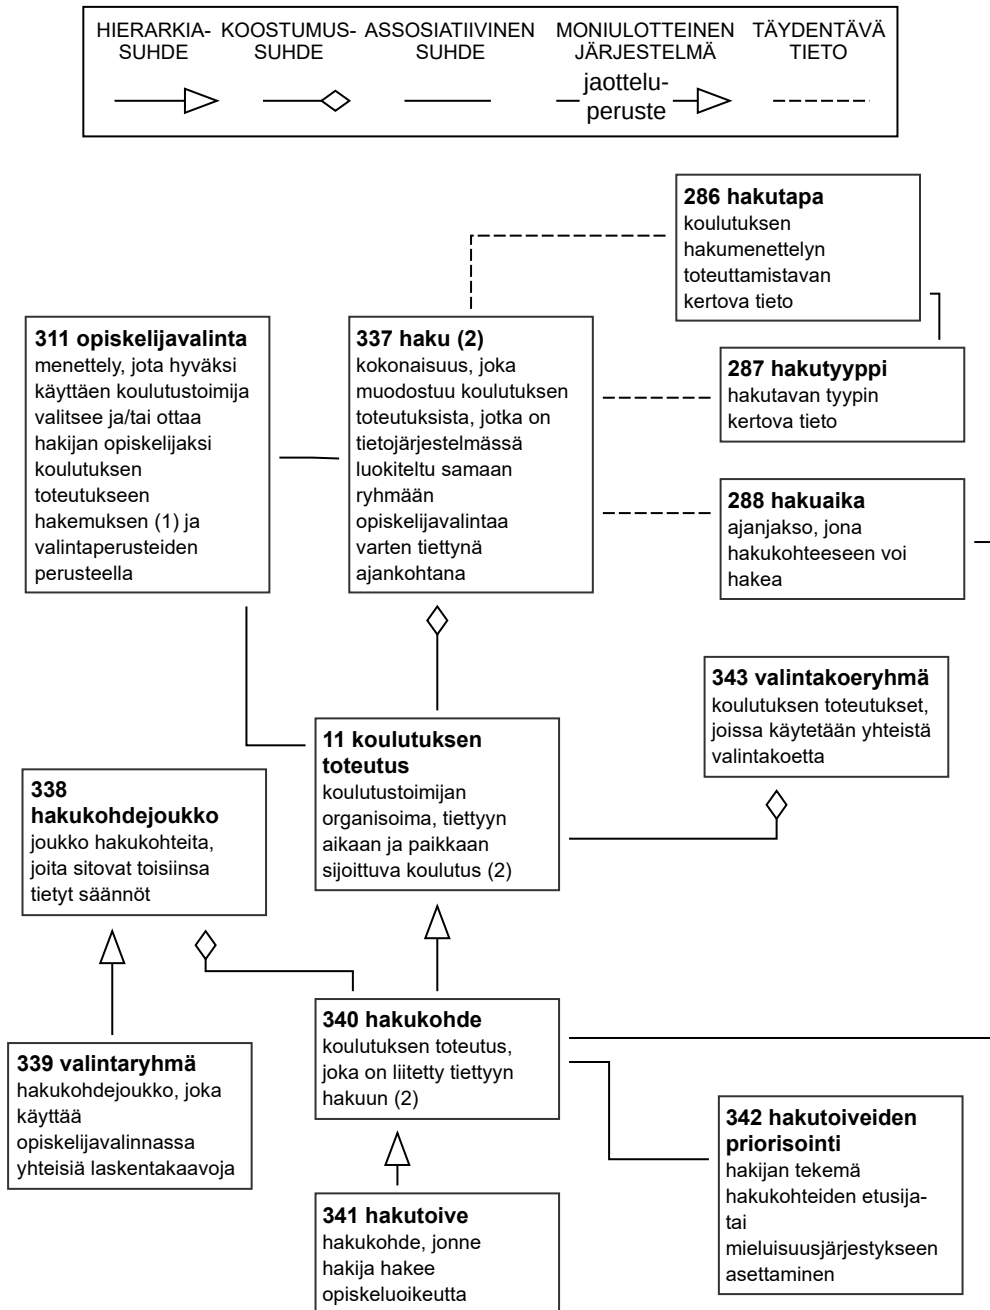 HIERARKIA-
SUHDE
KOOSTUMUS-
SUHDE
ASSOSIATIIVINEN
SUHDE
MONIULOTTEINEN
JÄRJESTELMÄ
jaottelu-
peruste
TÄYDENTÄVÄ
TIETO
286 hakutapa
koulutuksen
hakumenettelyn
toteuttamistavan
kertova tieto
311 opiskelijavalinta
menettely, jota hyväksi
käyttäen koulutustoimija
valitsee ja/tai ottaa
hakijan opiskelijaksi
koulutuksen
toteutukseen
hakemuksen (1) ja
valintaperusteiden
perusteella
337 haku (2)
kokonaisuus, joka
muodostuu koulutuksen
toteutuksista, jotka on
tietojärjestelmässä
luokiteltu samaan
ryhmään
opiskelijavalintaa
varten tiettynä
ajankohtana
287 hakutyyppi
hakutavan tyypin
kertova tieto
288 hakuaika
ajanjakso, jona
hakukohteeseen voi
hakea
343 valintakoeryhmä
koulutuksen toteutukset,
joissa käytetään yhteistä
valintakoetta
11 koulutuksen
toteutus
koulutustoimijan
organisoima, tiettyyn
aikaan ja paikkaan
sijoittuva koulutus (2)
338
hakukohdejoukko
joukko hakukohteita,
joita sitovat toisiinsa
tietyt säännöt
340 hakukohde
koulutuksen toteutus,
joka on liitetty tiettyyn
hakuun (2)
339 valintaryhmä
hakukohdejoukko, joka
käyttää
opiskelijavalinnassa
yhteisiä laskentakaavoja
342 hakutoiveiden
priorisointi
hakijan tekemä
hakukohteiden etusija-
tai
mieluisuusjärjestykseen
asettaminen
341 hakutoive
hakukohde, jonne
hakija hakee
opiskeluoikeutta